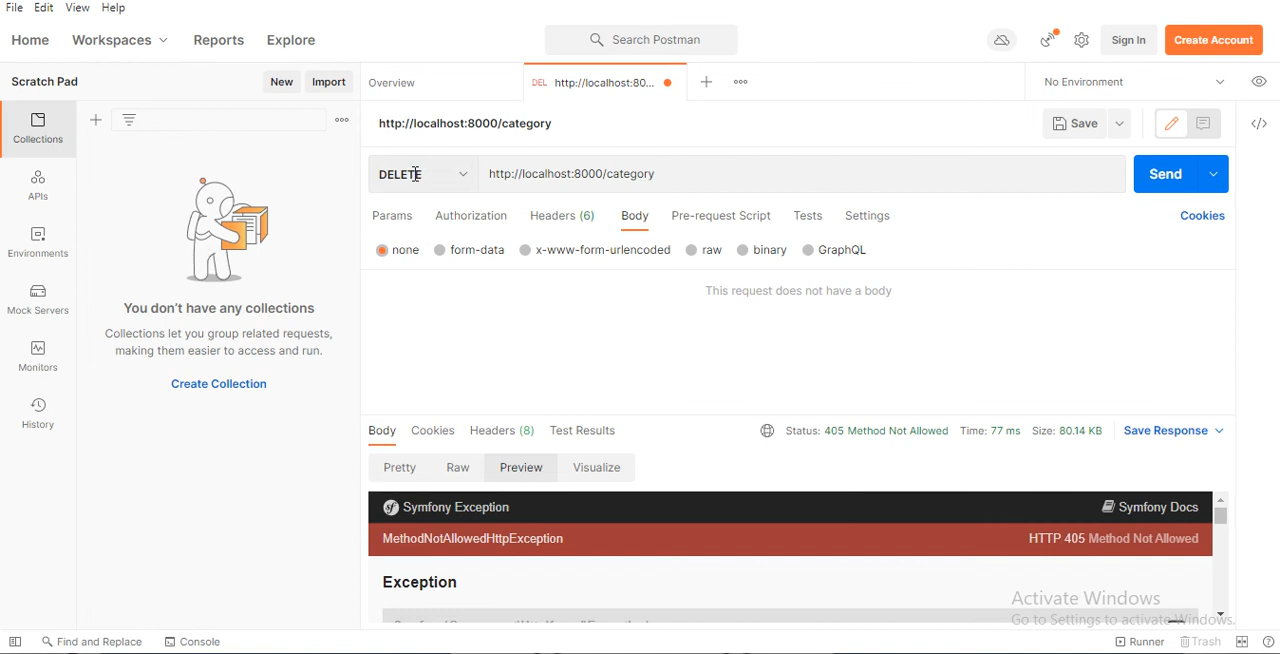 File Edit View Help
Home Workspaces Reports Explore Search Postman Sign In Create Account
Scratch Pad New Import Overview DEL http://localhost:80... No Environment
http://localhost:8000/category Save
Collections
APIs
Environments
Mock Servers
Monitors
History
You don't have any collections
Collections let you group related requests,
making them easier to access and run.
Create Collection
DELETE http://localhost:8000/category Send
Params Authorization Headers (6) Body Pre-request Script Tests Settings Cookies
none form-data x-www-form-urlencoded raw binary GraphQL
This request does not have a body
Body Cookies Headers (8) Test Results Status: 405 Method Not Allowed Time: 77 ms Size: 80.14 KB Save Response
Pretty Raw Preview Visualize
Symfony Exception Symfony Docs
MethodNotAllowedHttpException HTTP 405 Method Not Allowed
Exception
Activate Windows
Go to Settings to activate Windows.
Find and Replace Console Runner Trash